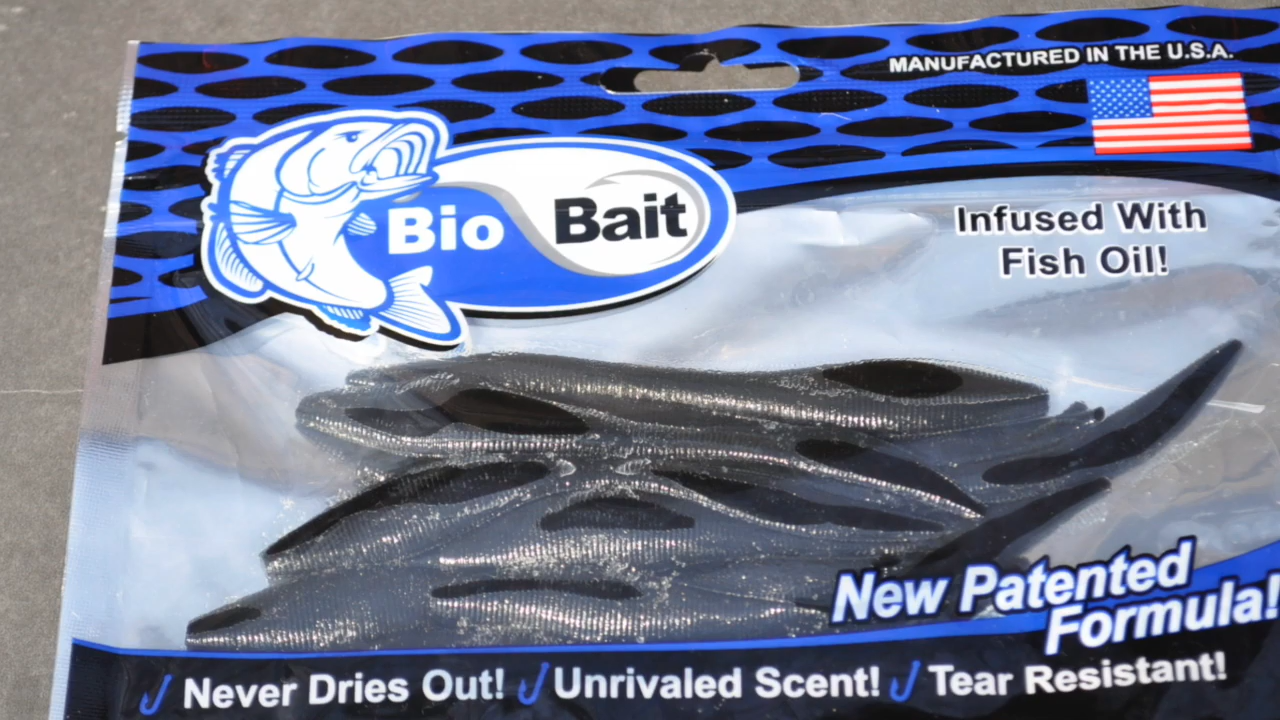 MANUFACTURED IN THE U.S.A.
Bio Bait
Infused With
Fish Oil!
New Patented
Formula!
Never Dries Out! Unrivaled Scent! Tear Resistant!